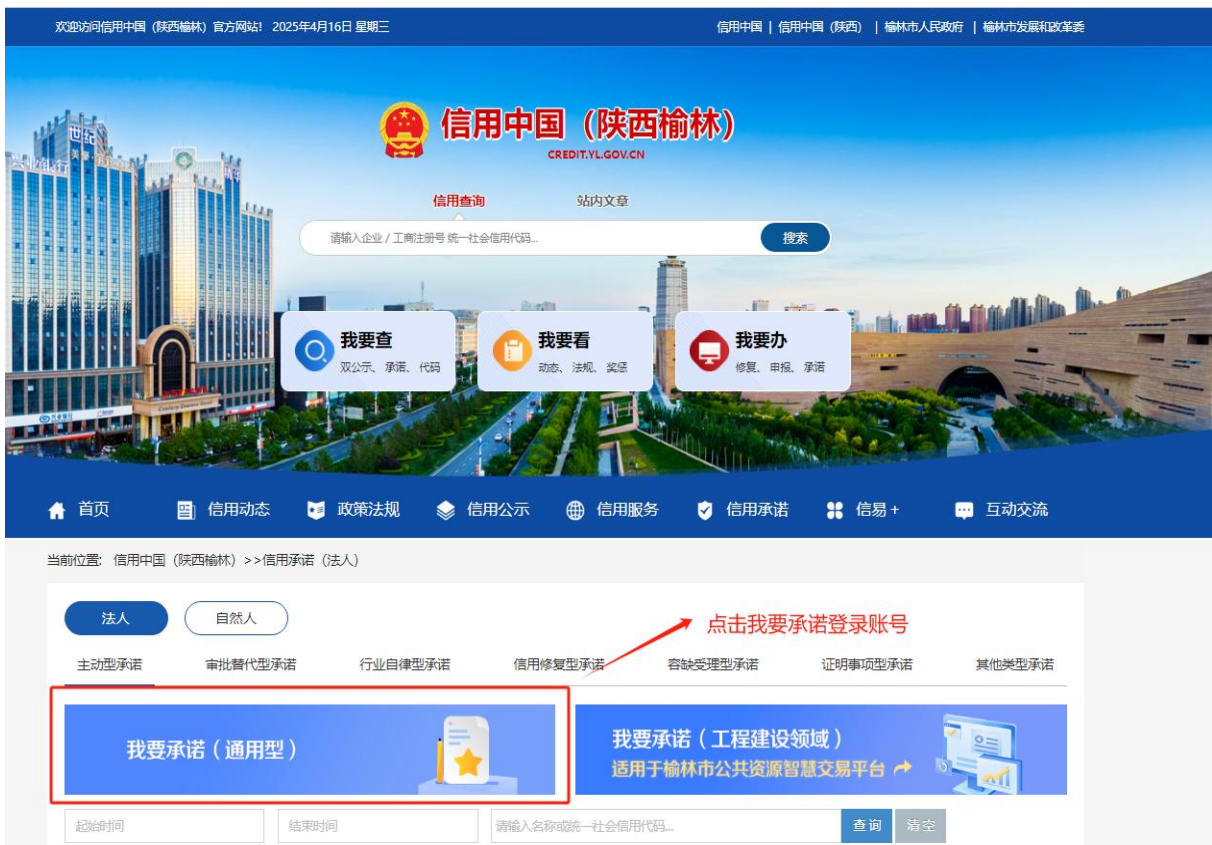 欢迎访问信用中国（陕西榆林）官方网站！ 2025年4月16日 星期三
信用中国 | 信用中国（陕西） | 榆林市人民政府 | 榆林市发展和改革委
信用中国（陕西榆林）
CREDIT.YL.GOV.CN
信用查询 站内文章
请输入企业 / 工商注册号 统一社会信用代码... 搜索
世纪
我要查 我要看 我要办
双公示、承诺、代码 动态、法规、奖惩 修复、申报、承诺
首页 信用动态 政策法规 信用公示 信用服务 信用承诺 信易+ 互动交流
当前位置: 信用中国（陕西榆林）>>信用承诺（法人）
法人 自然人
点击我要承诺登录账号
主动型承诺 审批替代型承诺 行业自律型承诺 信用修复型承诺 容缺受理型承诺 证明事项型承诺 其他类型承诺
我要承诺（通用型）
我要承诺（工程建设领域）
适用于榆林市公共资源智慧交易平台
起始时间 结束时间 请输入名称或统一社会信用代码... 查询 清空